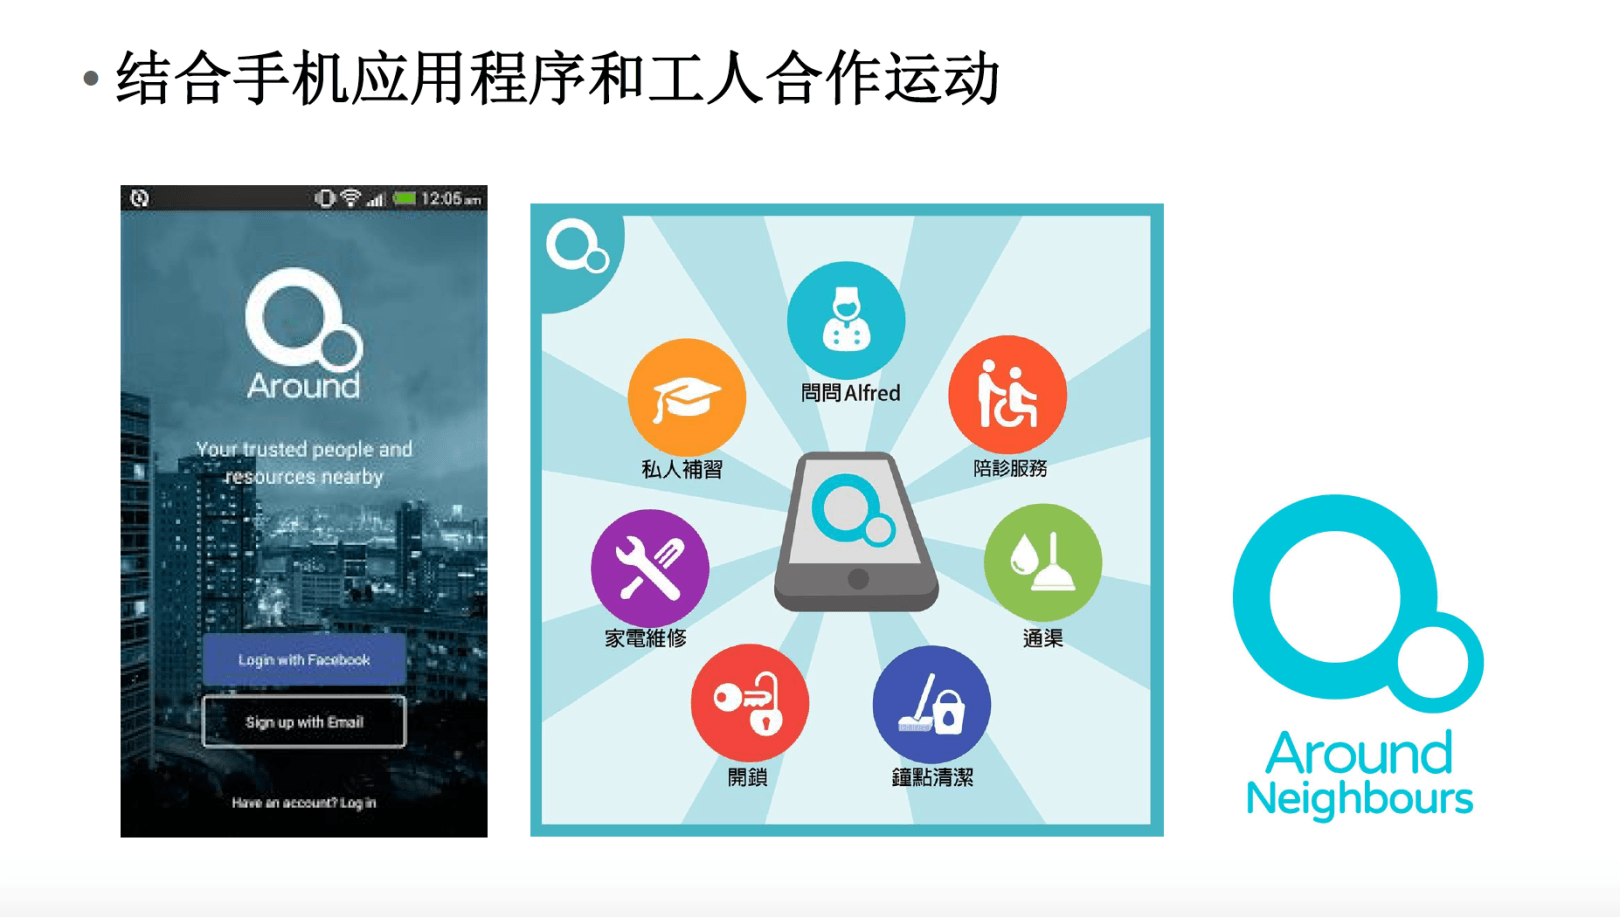 • 结合手机应用程序和工人合作运动
12:05 am
Around
Your trusted people and
resources nearby
Login with Facebook
Sign up with Email
Have an account? Log in
問問Alfred
私人補習
陪診服務
家電維修
通渠
開鎖
鐘點清潔
Around
Neighbours